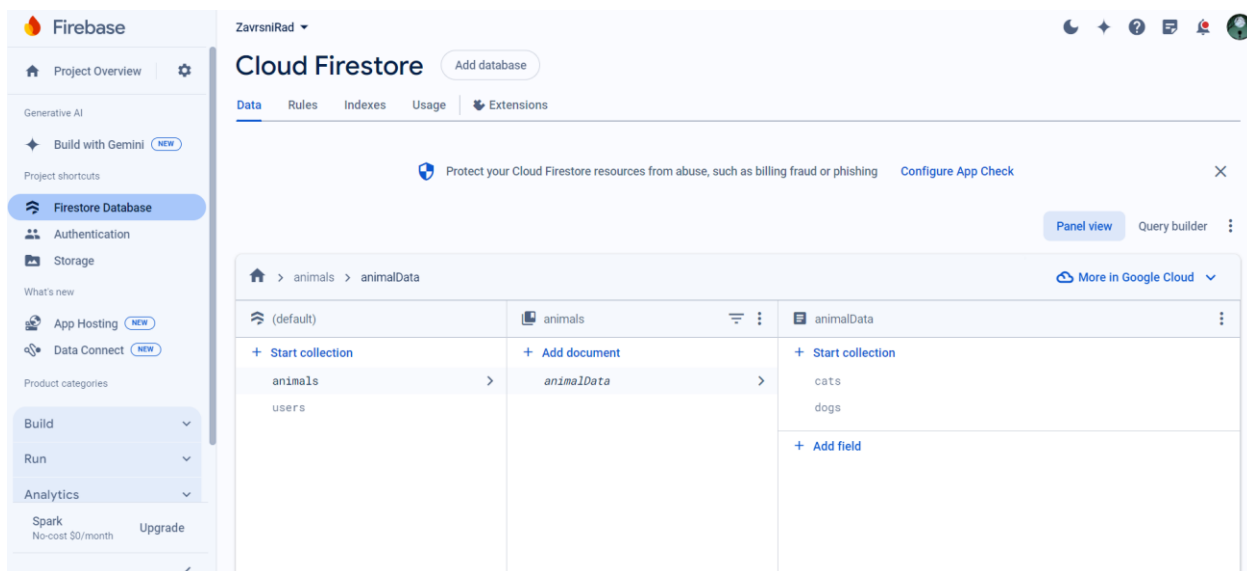 Firebase
Project Overview
Generative AI
Build with Gemini NEW
Project shortcuts
Firestore Database
Authentication
Storage
What's new
App Hosting NEW
Data Connect NEW
Product categories
Build
Run
Analytics
Spark
No-cost $0/month
Upgrade
ZavrsniRad
Cloud Firestore Add database
Data Rules Indexes Usage Extensions
Protect your Cloud Firestore resources from abuse, such as billing fraud or phishing Configure App Check
Panel view Query builder
animals > animalData More in Google Cloud
(default) animals animalData
+ Start collection + Add document + Start collection
animals animalData cats
users dogs
+ Add field